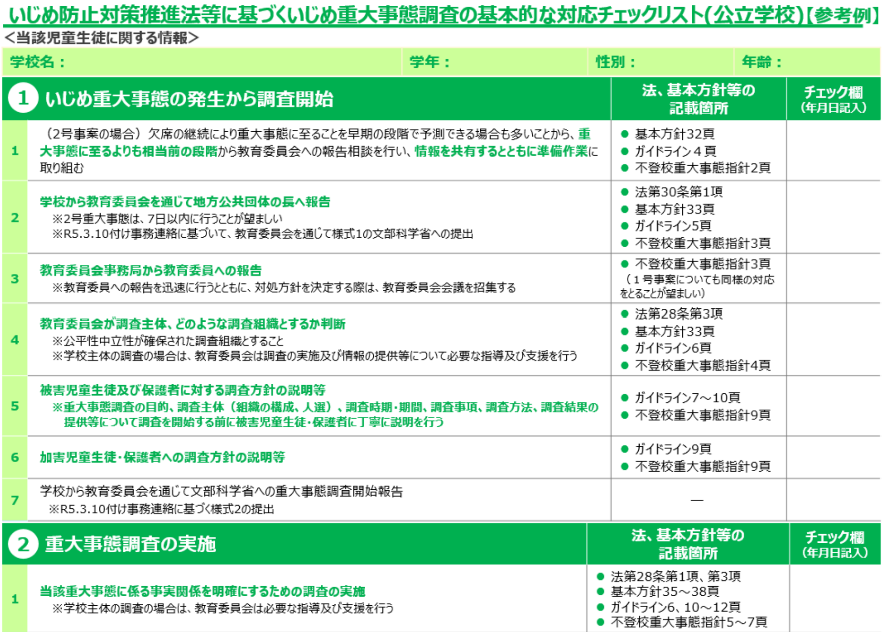 いじめ防止対策推進法等に基づくいじめ重大事態調査の基本的な対応チェックリスト(公立学校)【参考例】
<当該児童生徒に関する情報>
学校名： 学年： 性別： 年齢：
1 いじめ重大事態の発生から調査開始 法、基本方針等の記載箇所 チェック欄（年月日記入）
1
（2号事案の場合）欠席の継続により重大事態に至ることを早期の段階で予測できる場合も多いことから、重
大事態に至るよりも相当前の段階から教育委員会への報告相談を行い、情報を共有するとともに準備作業に
取り組む
● 基本方針32頁
● ガイドライン４頁
● 不登校重大事態指針2頁
2
学校から教育委員会を通じて地方公共団体の長へ報告
※2号重大事態は、7日以内に行うことが望ましい
※R5.3.10付け事務連絡に基づいて、教育委員会を通じて様式1の文部科学省への提出
● 法第30条第1項
● 基本方針33頁
● ガイドライン5頁
● 不登校重大事態指針3頁
3
教育委員会事務局から教育委員への報告
※教育委員への報告を迅速に行うとともに、対処方針を決定する際は、教育委員会会議を招集する
● 不登校重大事態指針3頁
（１号事案についても同様の対応
をとることが望ましい）
4
教育委員会が調査主体、どのような調査組織とするか判断
※公平性中立性が確保された調査組織とすること
※学校主体の調査の場合は、教育委員会は調査の実施及び情報の提供等について必要な指導及び支援を行う
● 法第28条第3項
● 基本方針33頁
● ガイドライン6頁
● 不登校重大事態指針4頁
5
被害児童生徒及び保護者に対する調査方針の説明等
※重大事態調査の目的、調査主体（組織の構成、人選）、調査時期・期間、調査事項、調査方法、調査結果の
提供等について調査を開始する前に被害児童生徒・保護者に丁寧に説明を行う
● ガイドライン7～10頁
● 不登校重大事態指針9頁
6
加害児童生徒・保護者への調査方針の説明等
● ガイドライン9頁
● 不登校重大事態指針9頁
7
学校から教育委員会を通じて文部科学省への重大事態調査開始報告
※R5.3.10付け事務連絡に基づく様式2の提出
―
2 重大事態調査の実施 法、基本方針等の記載箇所 チェック欄（年月日記入）
1
当該重大事態に係る事実関係を明確にするための調査の実施
※学校主体の調査の場合は、教育委員会は必要な指導及び支援を行う
● 法第28条第1項、第3項
● 基本方針35～38頁
● ガイドライン6、10～12頁
● 不登校重大事態指針5～7頁